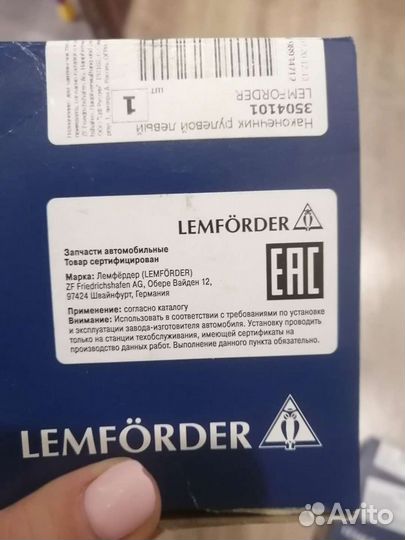 Наконечник рулевой левый
3504101
LEMFORDER
1
шт
LEMFÖRDER
Запчасти автомобильные
Товар сертифицирован
Марка: Лемфёрдер (LEMFÖRDER)
ZF Friedrichshafen AG, Обере Вайден 12,
97424 Швайнфурт, Германия
EAC
Применение: согласно каталогу
Внимание: Использовать в соответствии с требованиями по установке
и эксплуатации завода-изготовителя автомобиля. Установку проводить
только на станции техобслуживания, имеющей сертификаты на
производство данных работ. Выполнение данного пункта обязательно.
LEMFÖRDER
Avito